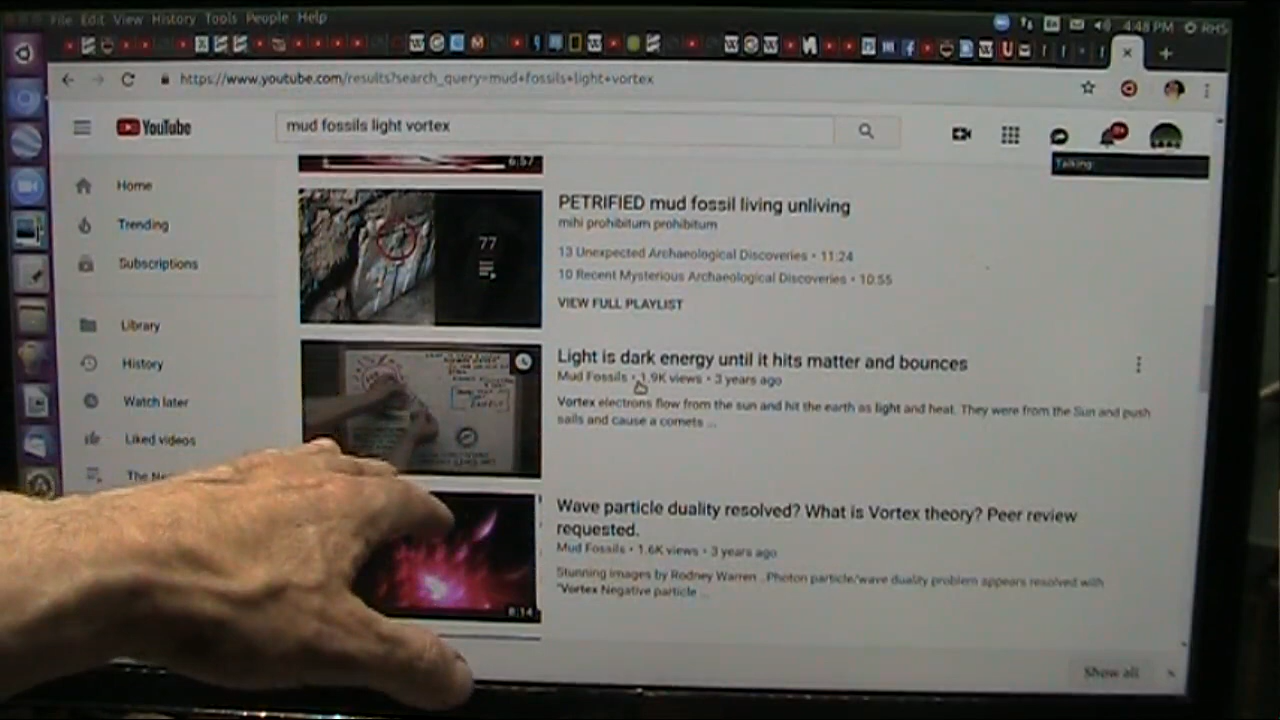 File Edit View History Tools People Help
En 4:48 PM RHS
https://www.youtube.com/results?search_query=mud+fossils+light+vortex
YouTube
mud fossils light vortex
9+
Talking:
6:57
Home
Trending
Subscriptions
Library
History
Watch later
Liked videos
77
PETRIFIED mud fossil living unliving
mihi prohibitum prohibitum
13 Unexpected Archaeological Discoveries • 11:24
10 Recent Mysterious Archaeological Discoveries • 10:55
VIEW FULL PLAYLIST
Light is dark energy until it hits matter and bounces
Mud Fossils • 1.9K views • 3 years ago
Vortex electrons flow from the sun and hit the earth as light and heat. They were from the Sun and push
sails and cause a comets ...
Wave particle duality resolved? What is Vortex theory? Peer review
requested.
Mud Fossils • 1.6K views • 3 years ago
Stunning images by Rodney Warren . Photon particle/wave duality problem appears resolved with
"Vortex Negative particle ...
8:14
Show all